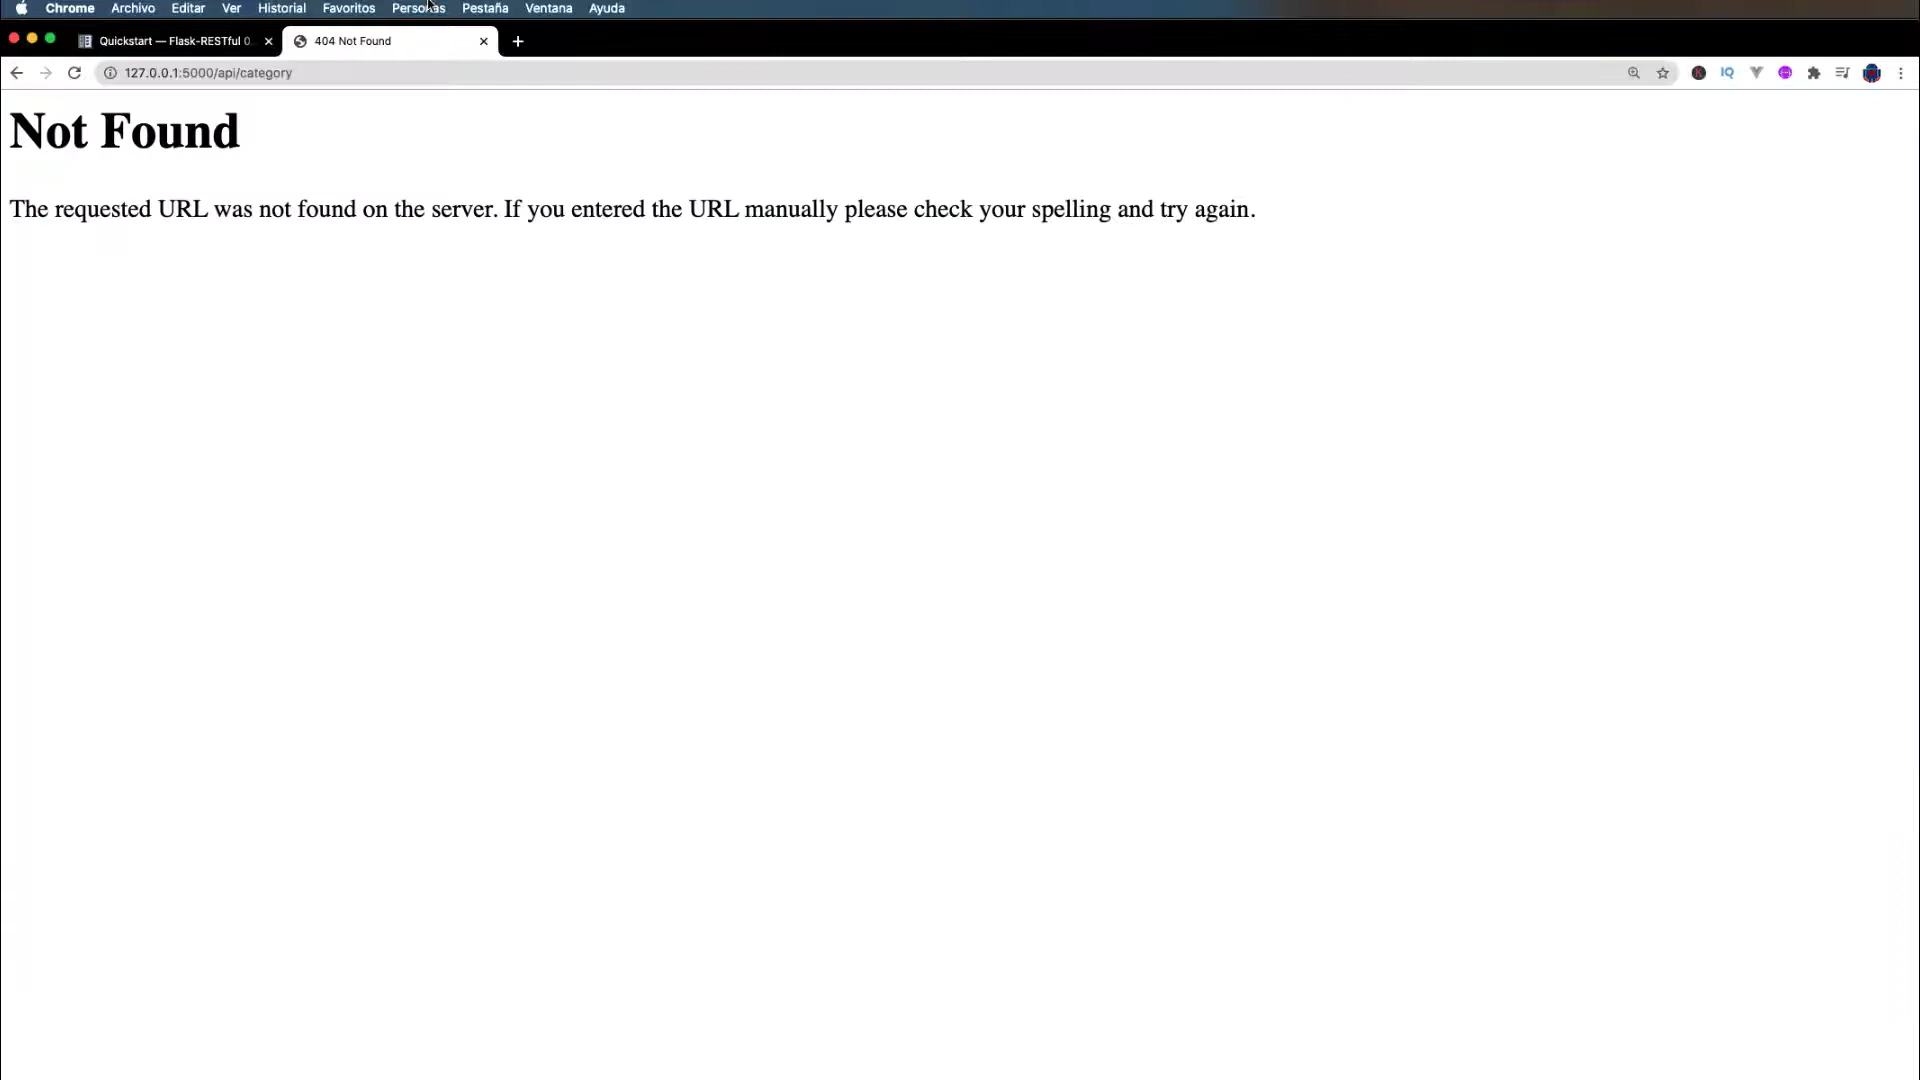 Chrome Archivo Editar Ver Historial Favoritos Personas Pestaña Ventana Ayuda
Quickstart — Flask-RESTful 0. 404 Not Found
127.0.0.1:5000/api/category
IQ
Not Found
The requested URL was not found on the server. If you entered the URL manually please check your spelling and try again.